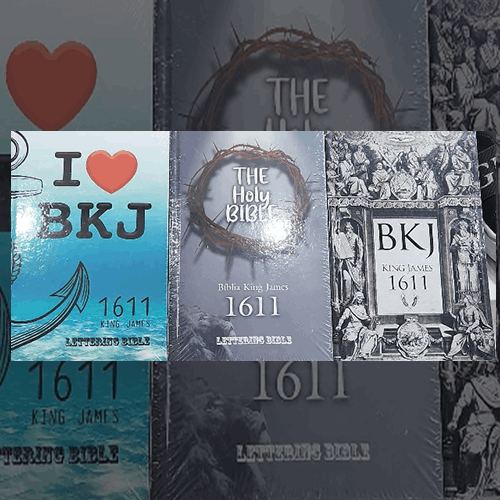 THE
I ❤ BKJ
1611
KING JAMES
LETTERING BIBLE
THE
Holy
BIBLE
Bíblia King James
1611
LETTERING BIBLE
BKJ
KING JAMES
1611
1611
KING JAMES
LETTERING BIBLE
1611
LETTERING BIBLE